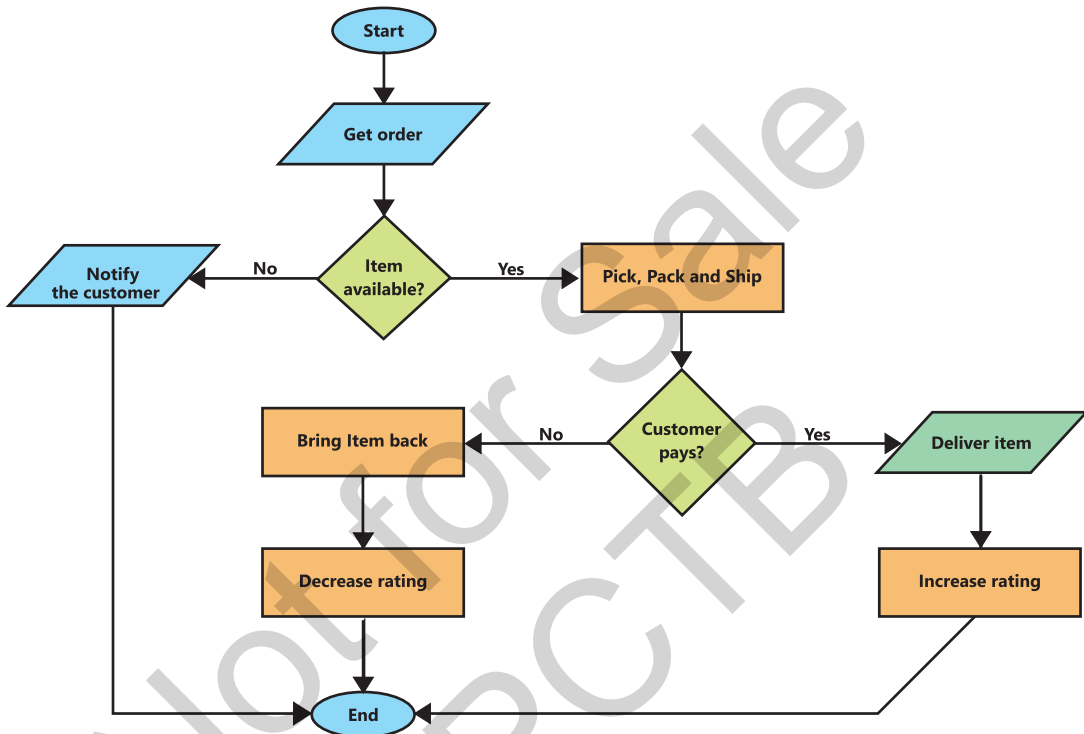 Start
Get order
Item
available?
No
Yes
Notify
the customer
Pick, Pack and Ship
Customer
pays?
No
Yes
Bring Item back
Deliver item
Decrease rating
Increase rating
End
Not for Sale
PCTB